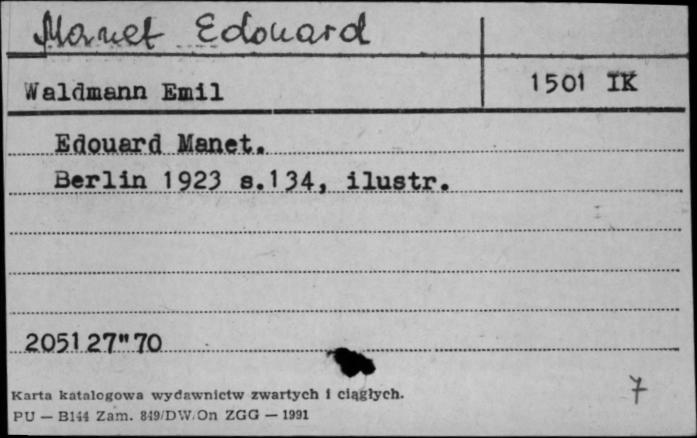 Manet Edouard
Waldmann Emil
1501 IK
Edouard Manet.
Berlin 1923 s.134, ilustr.
205127"70
7
Karta katalogowa wydawnictw zwartych i ciągłych.
PU — B144 Zam. 849/DW/On ZGG — 1991